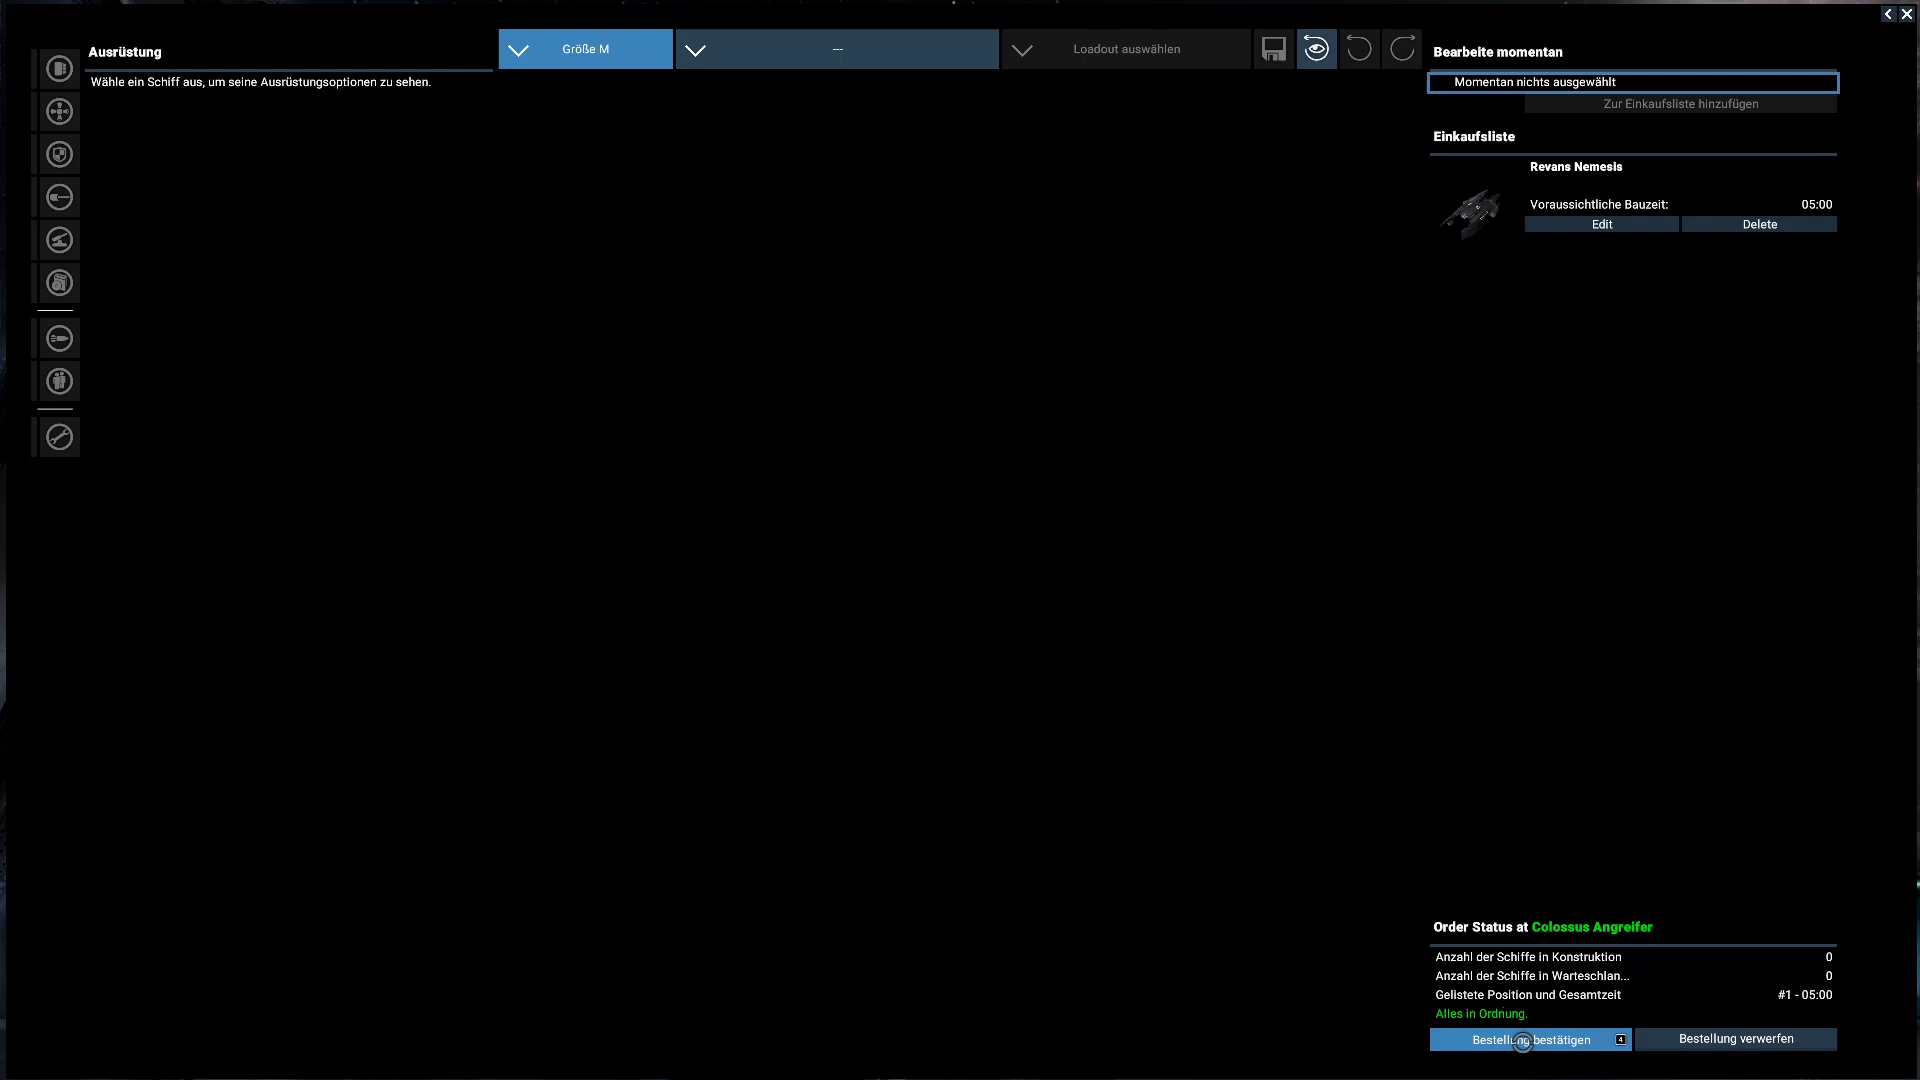 Ausrüstung
Wähle ein Schiff aus, um seine Ausrüstungsoptionen zu sehen.
Größe M
---
Loadout auswählen
Bearbeite momentan
Momentan nichts ausgewählt
Zur Einkaufsliste hinzufügen
Einkaufsliste
Revans Nemesis
Voraussichtliche Bauzeit: 05:00
Edit Delete
Order Status at Colossus Angreifer
Anzahl der Schiffe in Konstruktion 0
Anzahl der Schiffe in Warteschlan... 0
Gelistete Position und Gesamtzeit #1 - 05:00
Alles in Ordnung.
Bestellung bestätigen 4 Bestellung verwerfen